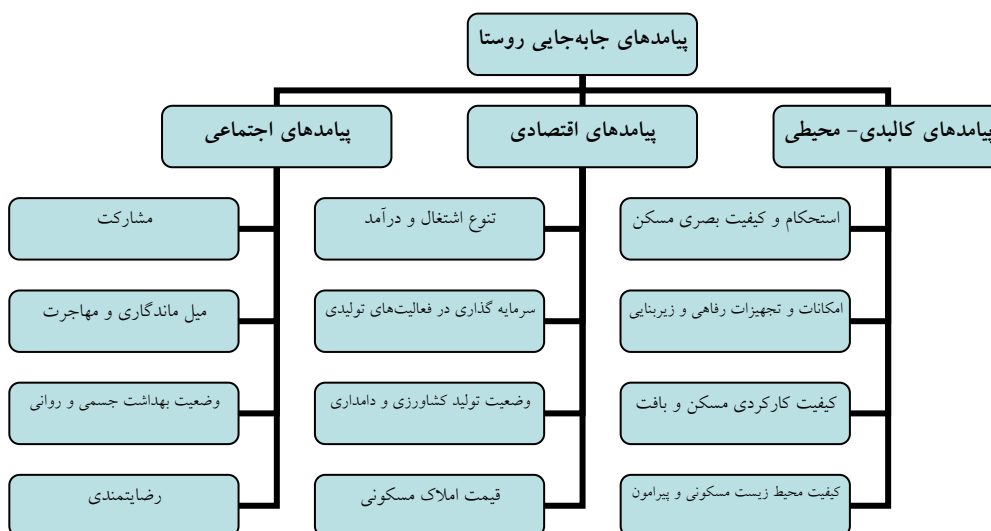 پیامدهای جابه‌جایی روستا
پیامدهای کالبدی- محیطی
پیامدهای اقتصادی
پیامدهای اجتماعی
استحکام و کیفیت بصری مسکن
تنوع اشتغال و درآمد
مشارکت
امکانات و تجهیزات رفاهی و زیربنایی
سرمایه گذاری در فعالیت‌های تولیدی
میل ماندگاری و مهاجرت
کیفیت کارکردی مسکن و بافت
وضعیت تولید کشاورزی و دامداری
وضعیت بهداشت جسمی و روانی
کیفیت محیط زیست مسکونی و پیرامون
قیمت املاک مسکونی
رضایتمندی